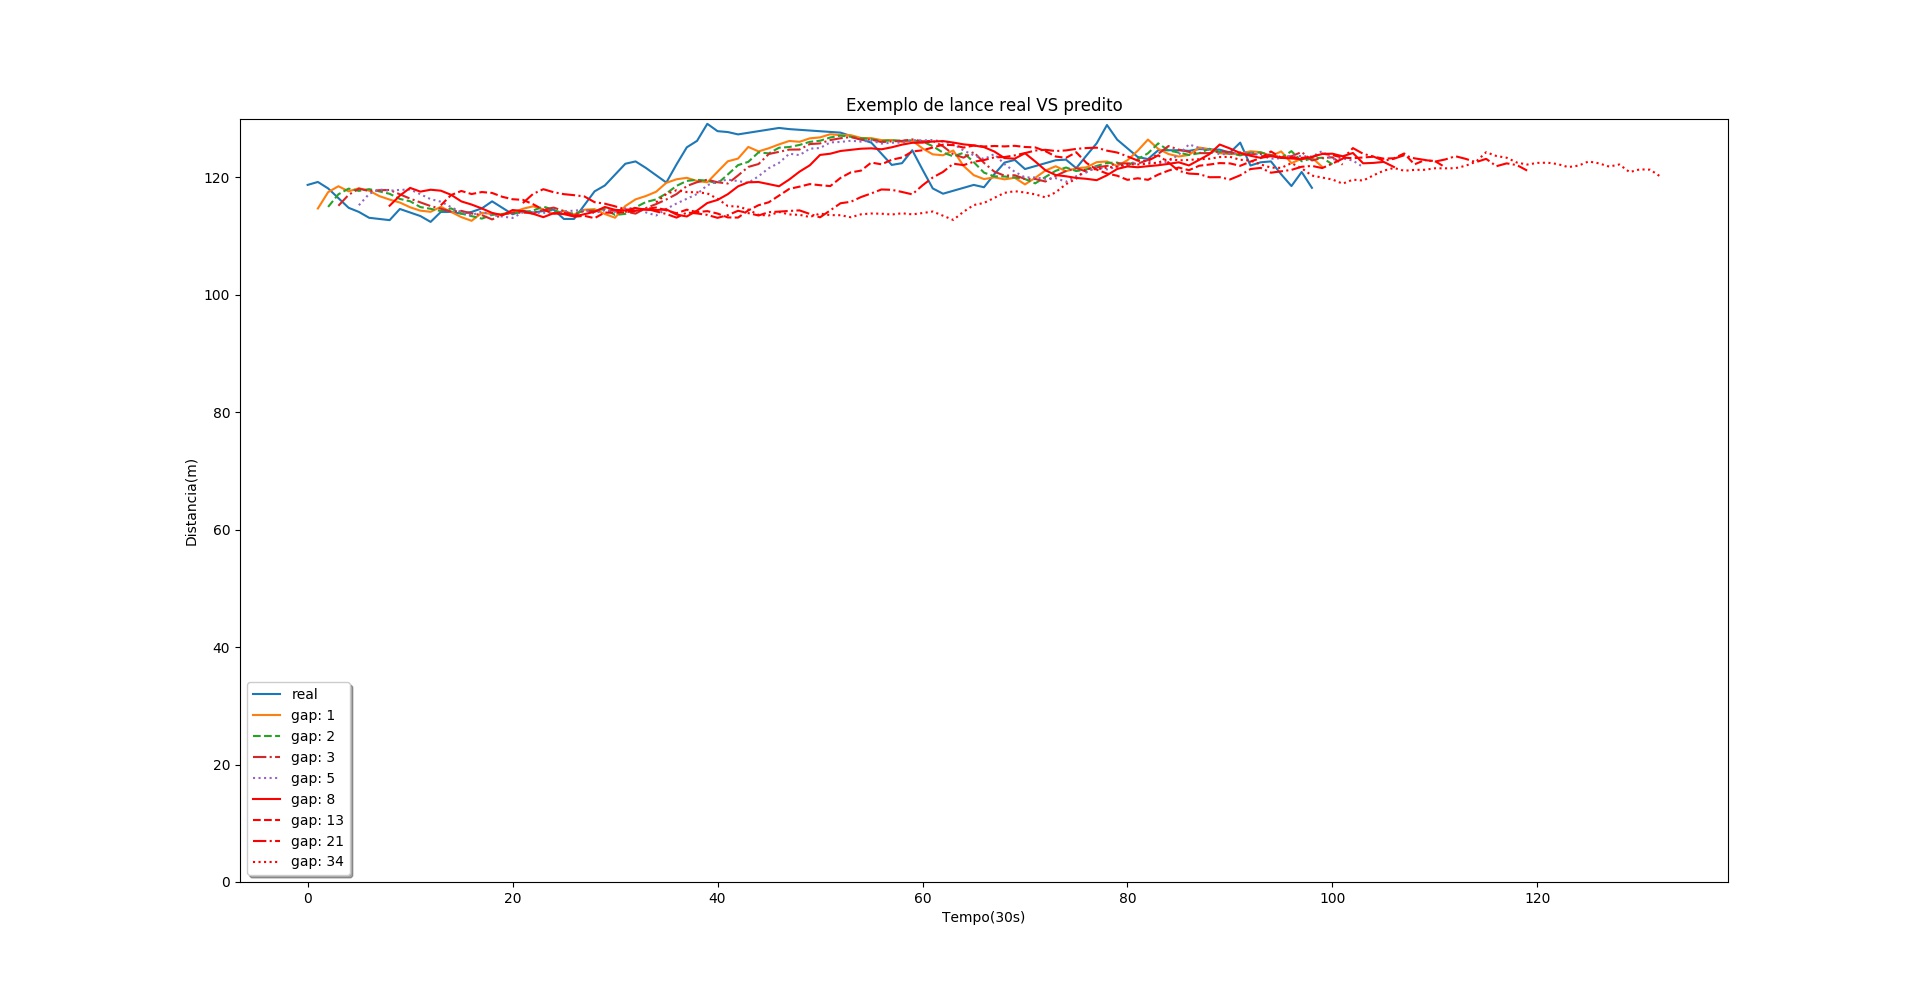 Exemplo de lance real VS predito
120
100
80
60
40
20
0
Distancia(m)
real
gap: 1
gap: 2
gap: 3
gap: 5
gap: 8
gap: 13
gap: 21
gap: 34
0 20 40 60 80 100 120
Tempo(30s)